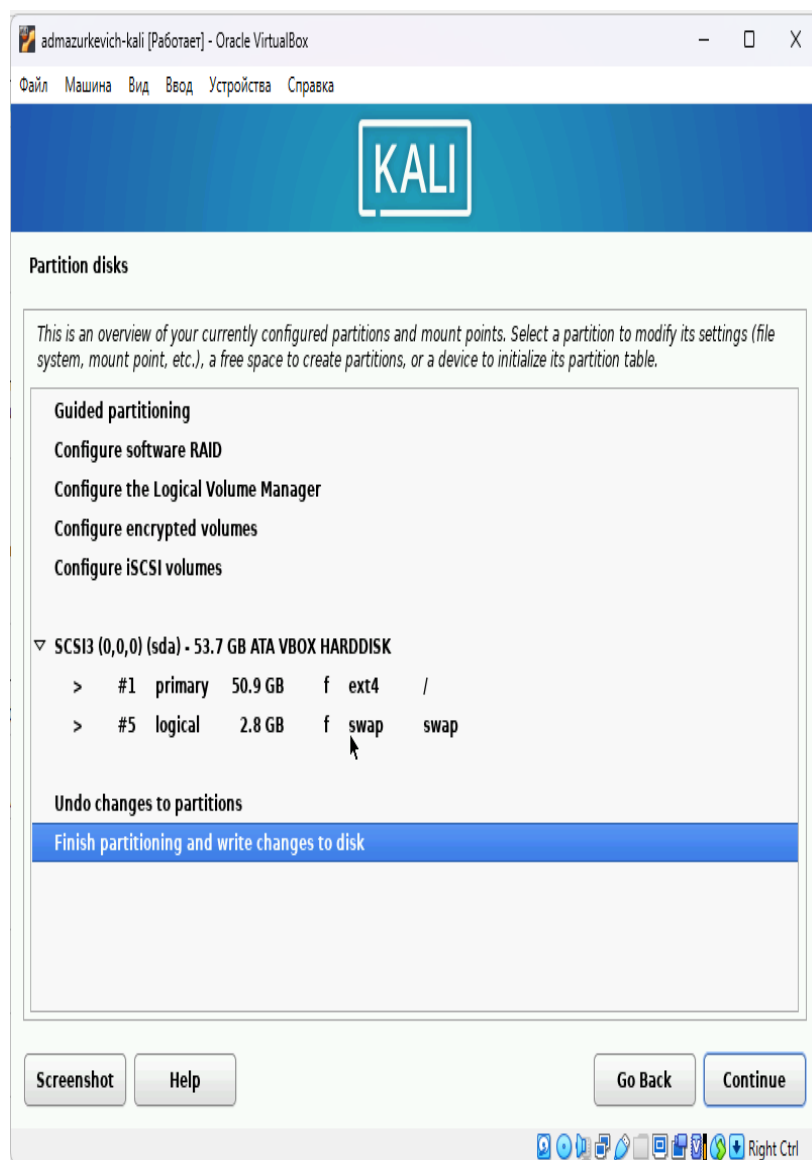 admazurkevich-kali [Работает] - Oracle VirtualBox
Файл Машина Вид Ввод Устройства Справка
KALI
Partition disks
This is an overview of your currently configured partitions and mount points. Select a partition to modify its settings (file
system, mount point, etc.), a free space to create partitions, or a device to initialize its partition table.
Guided partitioning
Configure software RAID
Configure the Logical Volume Manager
Configure encrypted volumes
Configure iSCSI volumes
SCSI3 (0,0,0) (sda) - 53.7 GB ATA VBOX HARDDISK
> #1 primary 50.9 GB f ext4 /
> #5 logical 2.8 GB f swap swap
Undo changes to partitions
Finish partitioning and write changes to disk
Screenshot Help Go Back Continue
Right Ctrl